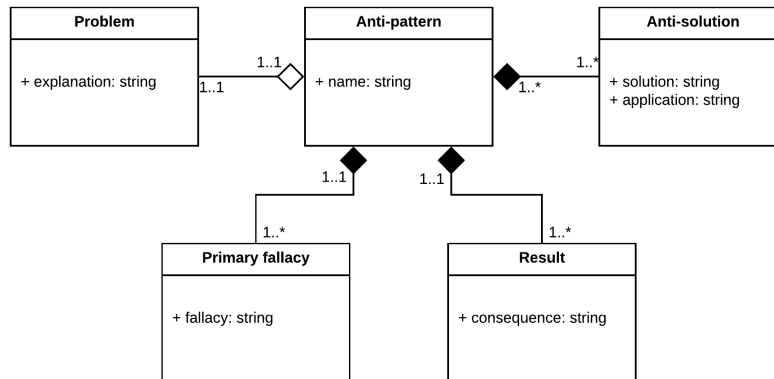 Problem
Anti-pattern
Anti-solution
1..1
1..*
+ explanation: string
+ name: string
+ solution: string
1..1
1..*
+ application: string
1..1
1..1
1..*
1..*
Primary fallacy
Result
+ fallacy: string
+ consequence: string